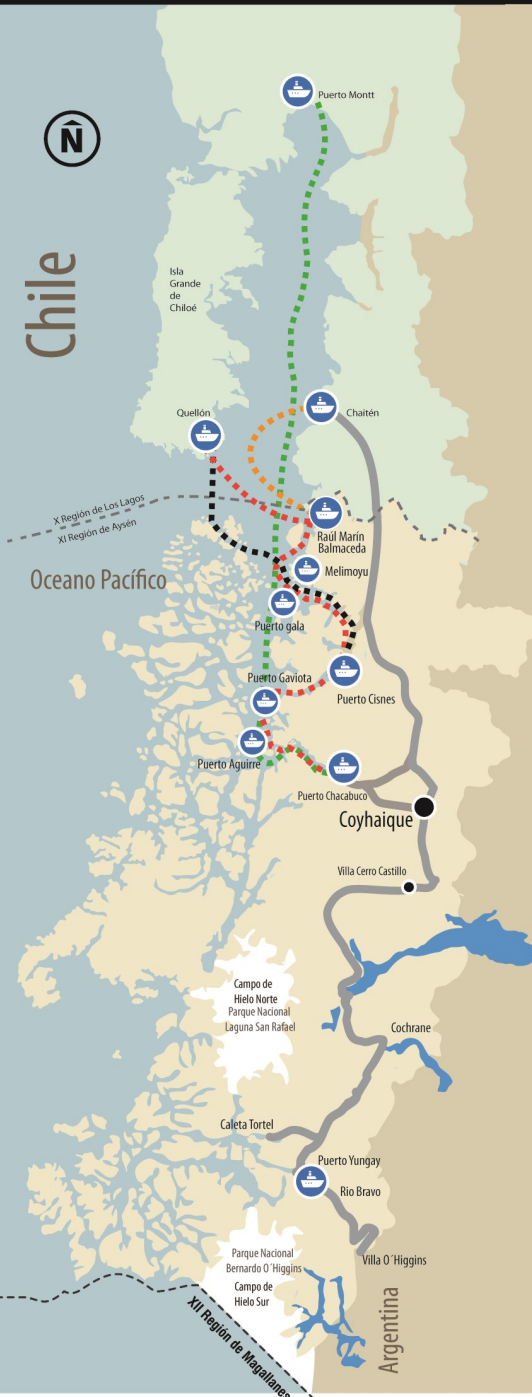 Puerto Montt
N
Chile
Isla
Grande
de
Chiloé
Quellón
Chaitén
X Región de Los Lagos
XI Región de Aysén
Raúl Marín
Balmaceda
Oceano Pacífico
Melimoyu
Puerto gala
Puerto Gaviota
Puerto Cisnes
Puerto Aguirre
Puerto Chacabuco
Coyhaique
Villa Cerro Castillo
Campo de
Hielo Norte
Parque Nacional
Laguna San Rafael
Cochrane
Caleta Tortel
Puerto Yungay
Rio Bravo
Parque Nacional
Bernardo O´Higgins
Campo de
Hielo Sur
Villa O´Higgins
Argentina
XII Región de Magallanes